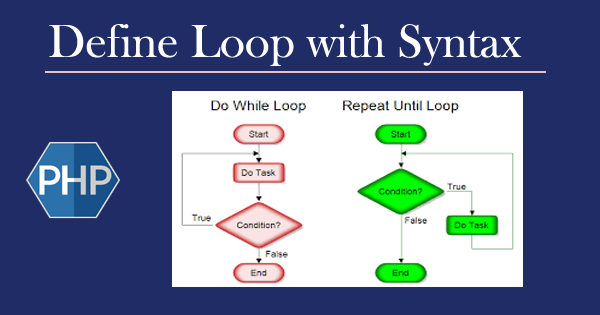 Define Loop with Syntax
Do While Loop
Repeat Until Loop
PHP
Start
Do Task
True
Condition?
False
End
Start
Condition?
True
Do Task
False
End